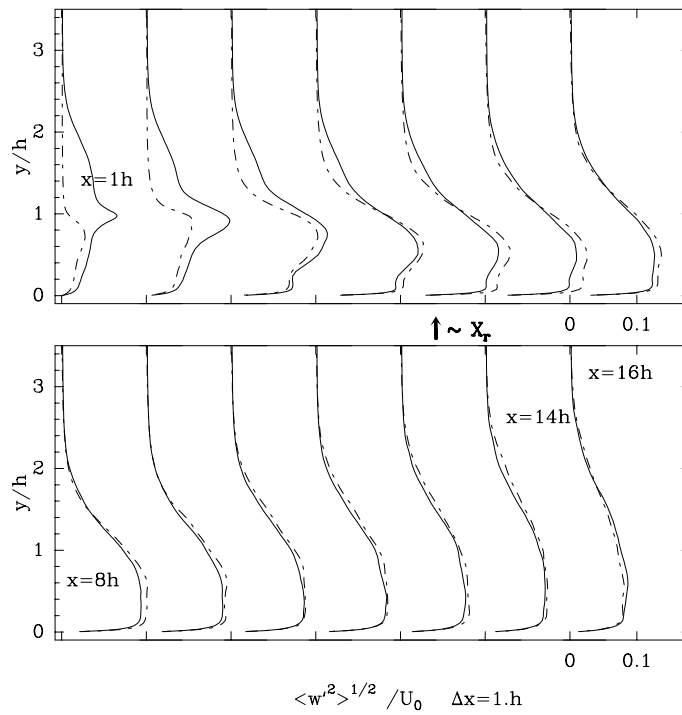 3
2
1
0
y/h
x=1h
0 0.1
↑ ~ X_r
3
2
1
0
y/h
x=8h
x=14h
x=16h
0 0.1
<w'²>^{1/2} /U₀ Δx=1.h